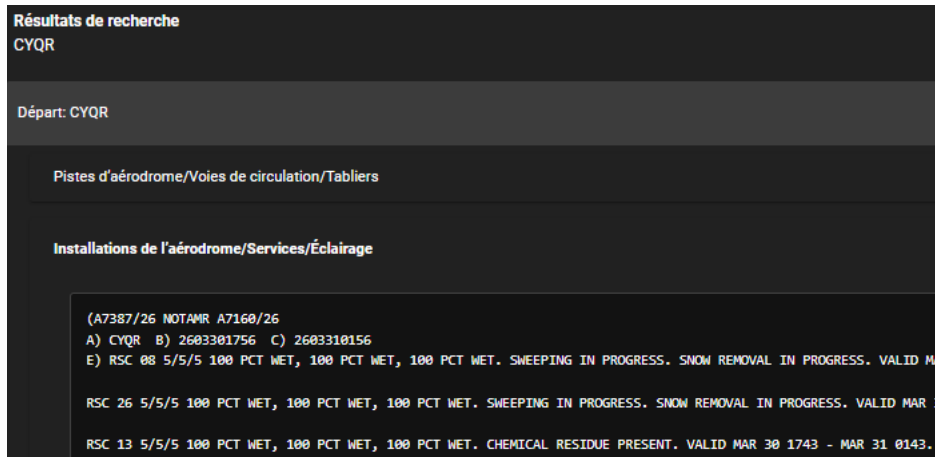 Résultats de recherche
CYQR
Départ: CYQR
Pistes d'aérodrome/Voies de circulation/Tabliers
Installations de l'aérodrome/Services/Éclairage
(A7387/26 NOTAMR A7160/26
A) CYQR B) 2603301756 C) 2603310156
E) RSC 08 5/5/5 100 PCT WET, 100 PCT WET, 100 PCT WET. SWEEPING IN PROGRESS. SNOW REMOVAL IN PROGRESS. VALID
RSC 26 5/5/5 100 PCT WET, 100 PCT WET, 100 PCT WET. SWEEPING IN PROGRESS. SNOW REMOVAL IN PROGRESS. VALID MAR
RSC 13 5/5/5 100 PCT WET, 100 PCT WET, 100 PCT WET. CHEMICAL RESIDUE PRESENT. VALID MAR 30 1743 - MAR 31 0143.